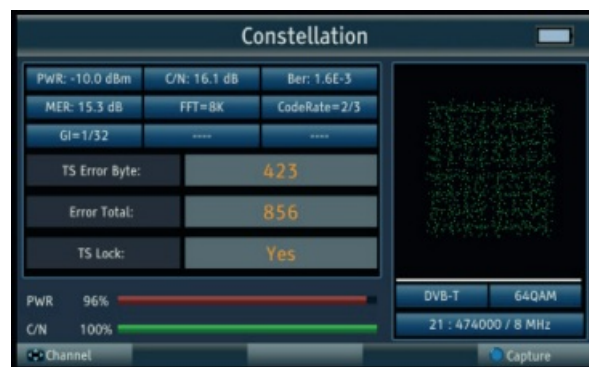 Constellation
PWR: -10.0 dBm C/N: 16.1 dB Ber: 1.6E-3
MER: 15.3 dB FFT=8K CodeRate=2/3
GI=1/32 ---- ----
TS Error Byte: 423
Error Total: 856
TS Lock: Yes
PWR 96%
C/N 100%
DVB-T 64QAM
21 : 474000 / 8 MHz
Channel Capture